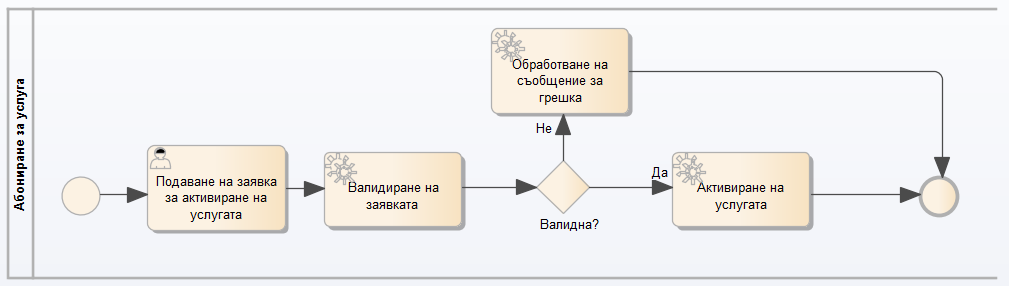 Абониране за услуга
Подаване на заявка
за активиране на
услугата
Валидиране на
заявката
Валидна?
Не
Обработване на
съобщение за
грешка
Да
Активиране на
услугата